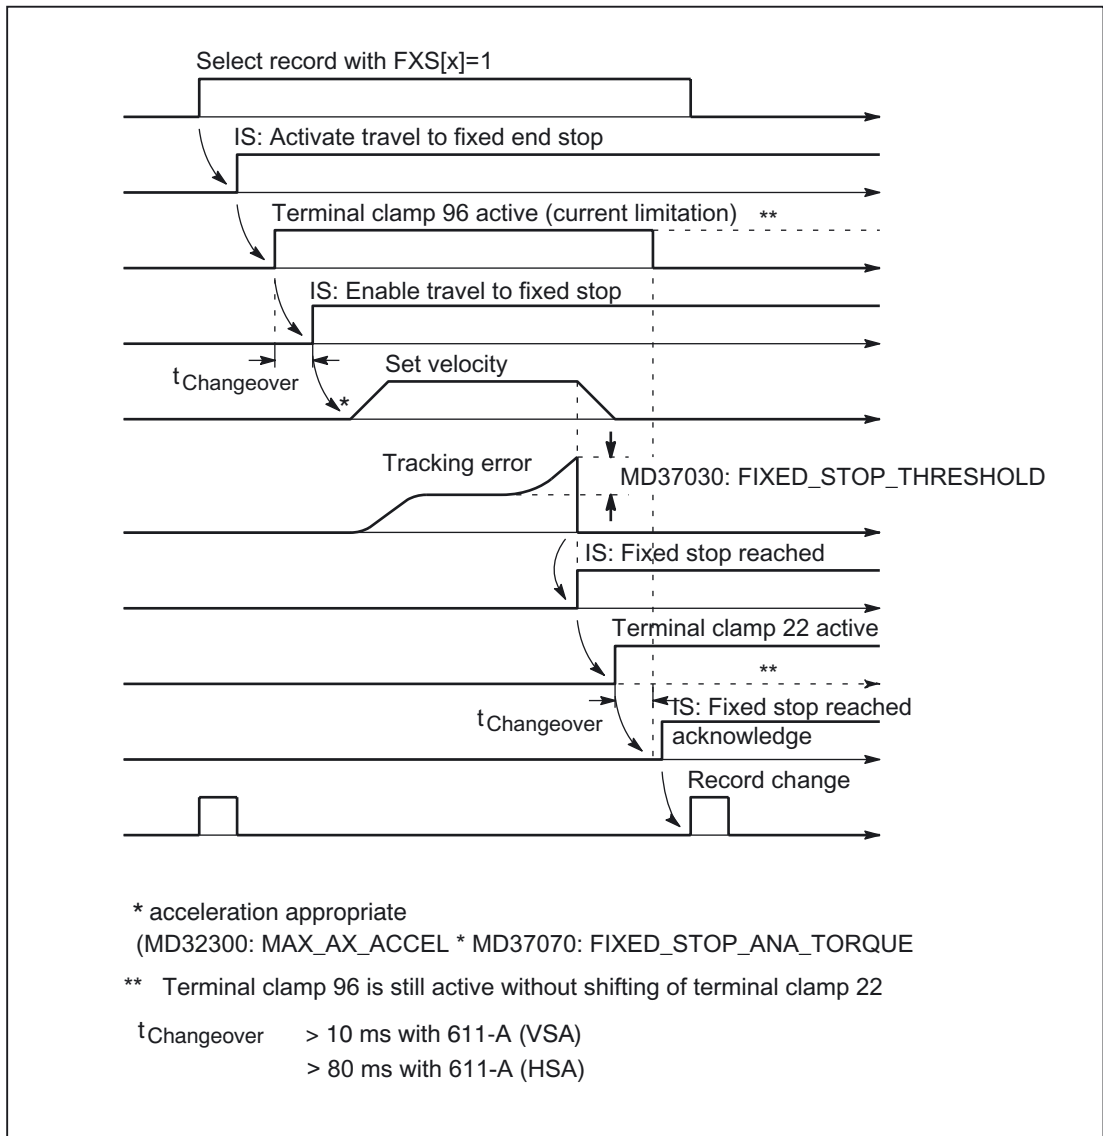 Select record with FXS[x]=1
IS: Activate travel to fixed end stop
Terminal clamp 96 active (current limitation) **
IS: Enable travel to fixed stop
tChangeover
*
Set velocity
Tracking error
MD37030: FIXED_STOP_THRESHOLD
IS: Fixed stop reached
Terminal clamp 22 active
**
tChangeover
IS: Fixed stop reached
acknowledge
Record change
* acceleration appropriate
(MD32300: MAX_AX_ACCEL * MD37070: FIXED_STOP_ANA_TORQUE
** Terminal clamp 96 is still active without shifting of terminal clamp 22
tChangeover > 10 ms with 611-A (VSA)
> 80 ms with 611-A (HSA)